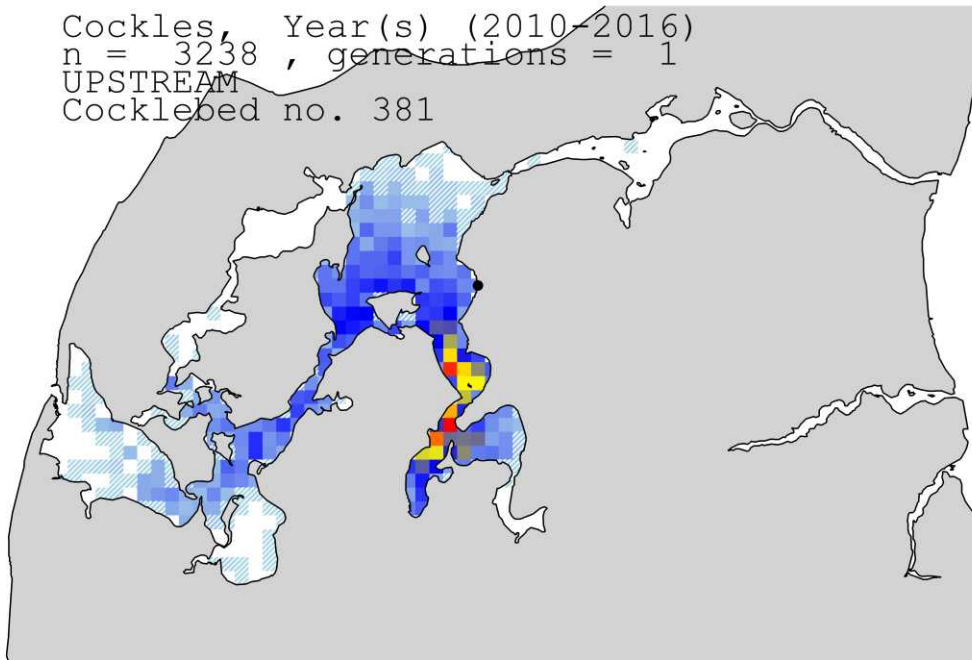 Cockles, Year(s) (2010-2016)
n = 3238 , generations = 1
UPSTREAM
Cocklebed no. 381